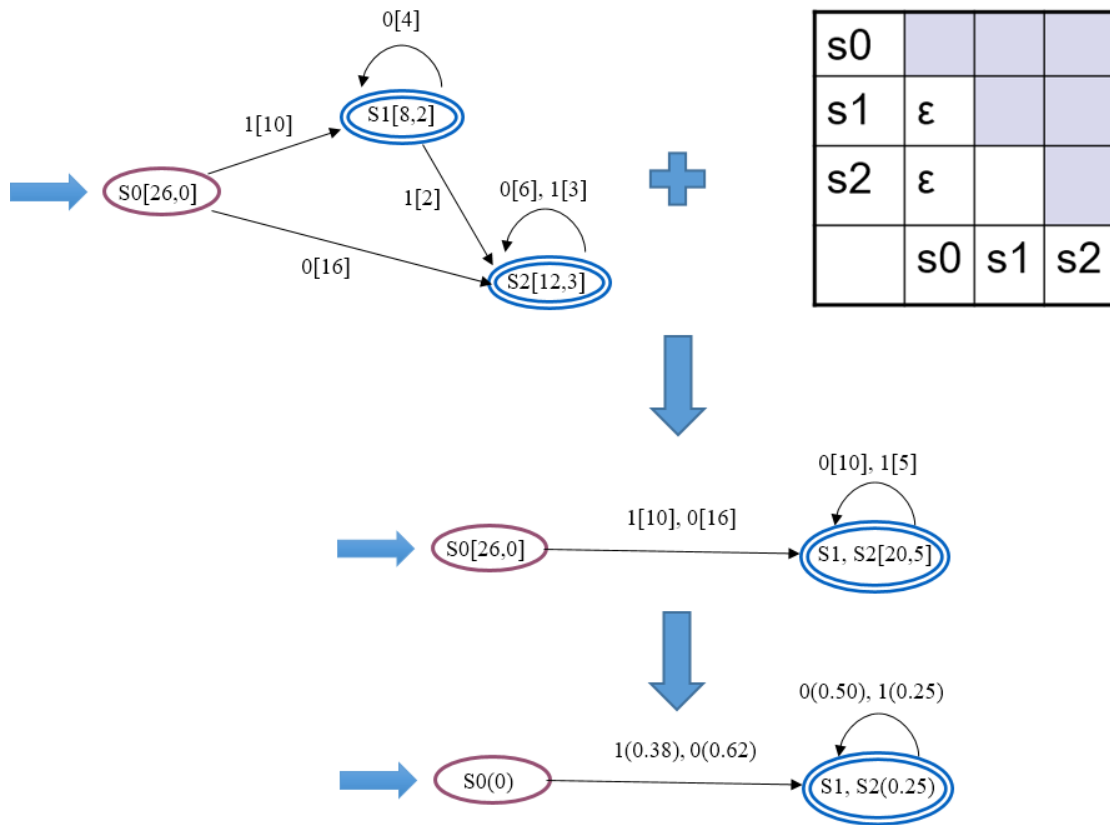 0[4]
S1[8,2]
1[10]
S0[26,0]
1[2]
0[6], 1[3]
0[16]
S2[12,3]
s0
s1 ε
s2 ε
s0 s1 s2
0[10], 1[5]
1[10], 0[16]
S0[26,0]
S1, S2[20,5]
0(0.50), 1(0.25)
1(0.38), 0(0.62)
S0(0)
S1, S2(0.25)